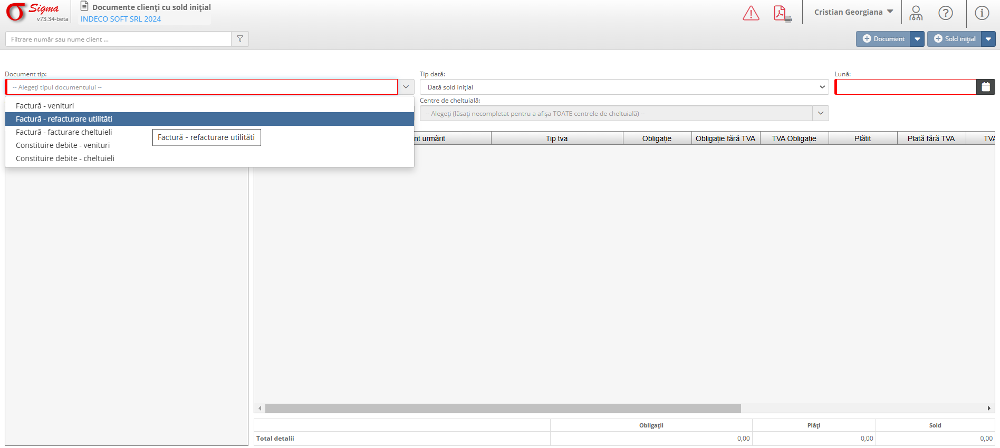 Sigma
v73.34-beta
Documente clienți cu sold inițial
INDECO SOFT SRL 2024
Cristian Georgiana
Filtrare număr sau nume client ...
Document
Sold inițial
Document tip:
Tip dată:
Lună:
-- Alegeți tipul documentului --
Dată sold inițial
Factură - venituri
Factură - refacturare utilităti
Factură - facturare cheltuieli
Constituire debite - venituri
Constituire debite - cheltuieli
Factură - refacturare utilităti
Centre de cheltuială:
-- Alegeți (lăsați necompletat pentru a afișa TOATE centrele de cheltuială) --
nt urmărit
Tip tva
Obligație
Obligație fără TVA
TVA Obligație
Plătit
Plată fără TVA
TVA
Obligații
Plăți
Sold
Total detalii
0,00
0,00
0,00